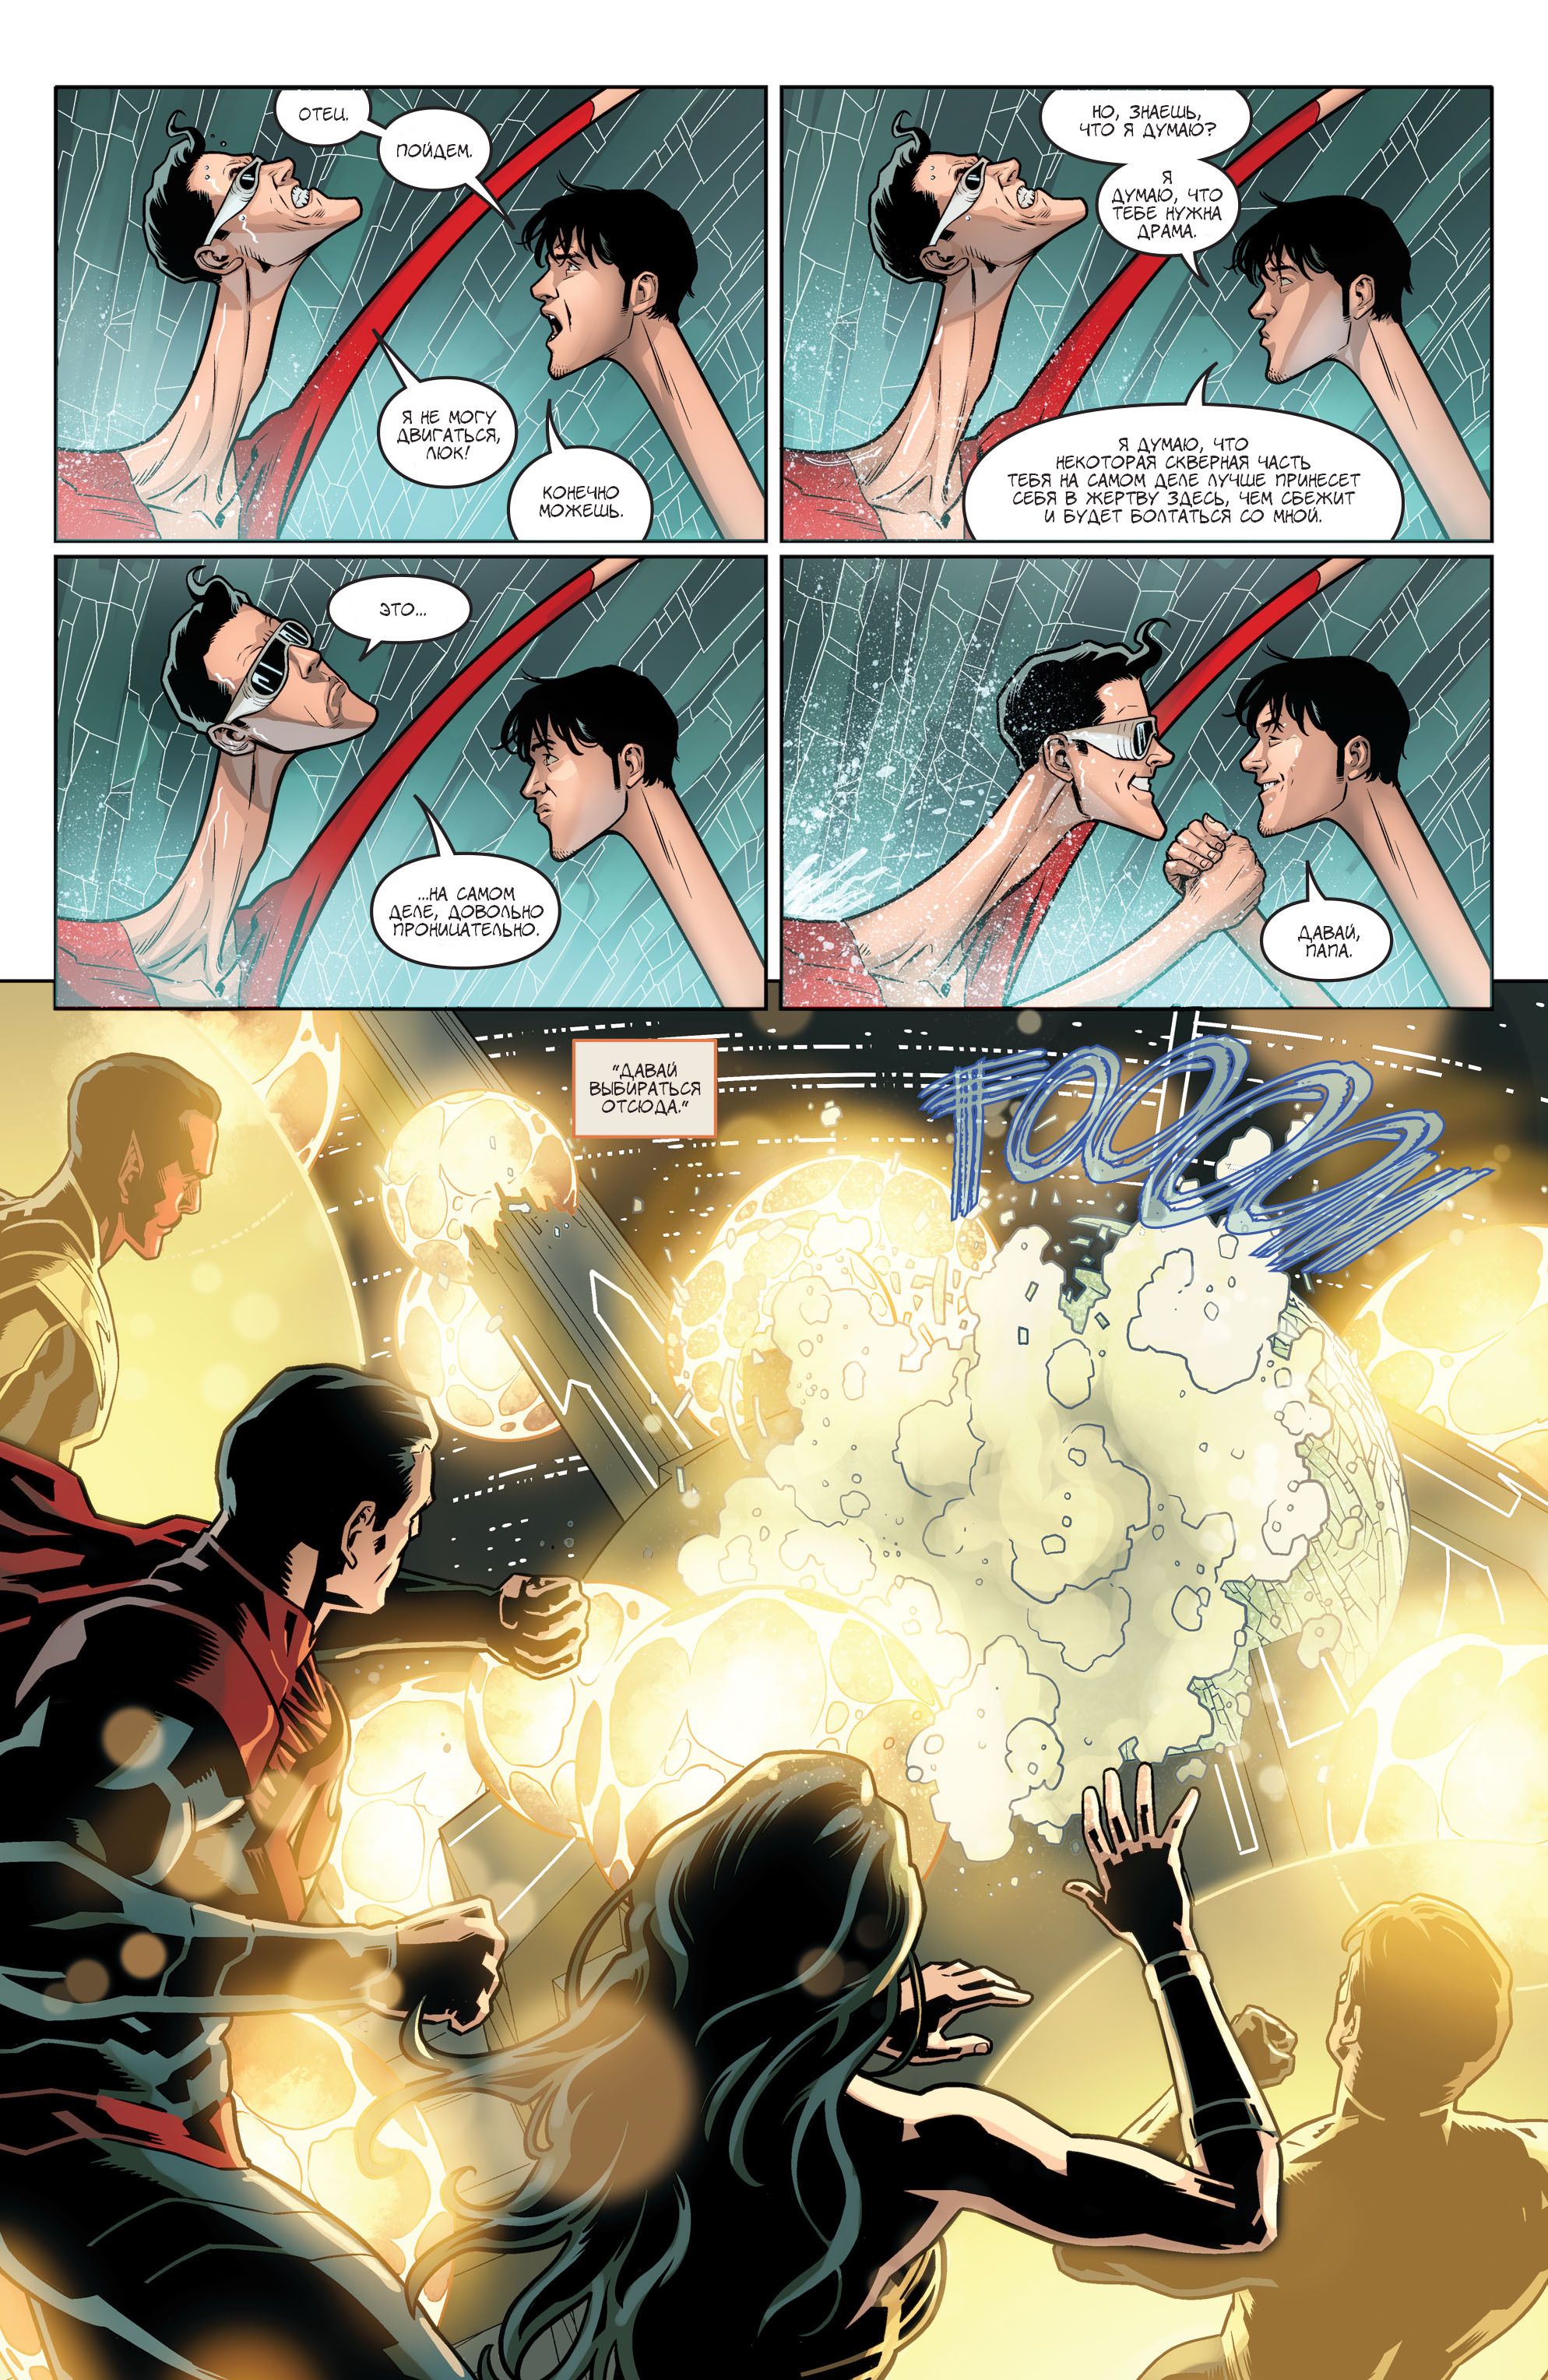 ОТЕЦ.
ПОЙДЕМ.
Я НЕ МОГУ
ДВИГАТЬСЯ,
ЛЮК!
КОНЕЧНО
МОЖЕШЬ.
НО, ЗНАЕШЬ,
ЧТО Я ДУМАЮ?
Я
ДУМАЮ, ЧТО
ТЕБЕ НУЖНА
ДРАМА.
Я ДУМАЮ, ЧТО
НЕКОТОРАЯ СКВЕРНАЯ ЧАСТЬ
ТЕБЯ НА САМОМ ДЕЛЕ ЛУЧШЕ ПРИНЕСЕТ
СЕБЯ В ЖЕРТВУ ЗДЕСЬ, ЧЕМ СБЕЖИТ
И БУДЕТ БОЛТАТЬСЯ СО МНОЙ.
ЭТО...
...НА САМОМ
ДЕЛЕ, ДОВОЛЬНО
ПРОНИЦАТЕЛЬНО.
ДАВАЙ,
ПАПА.
"ДАВАЙ
ВЫБИРАТЬСЯ
ОТСЮДА."